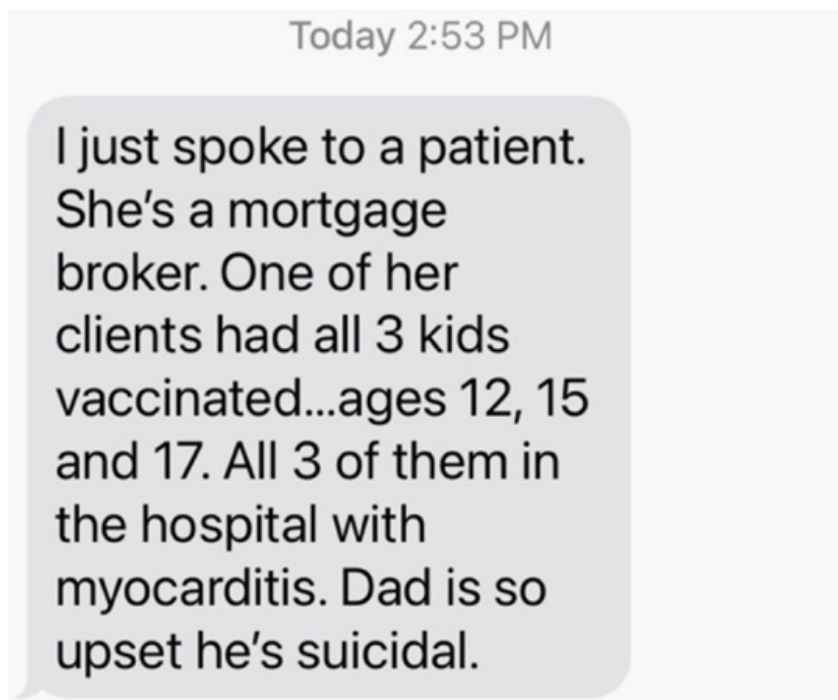 Today 2:53 PM
I just spoke to a patient.
She’s a mortgage
broker. One of her
clients had all 3 kids
vaccinated...ages 12, 15
and 17. All 3 of them in
the hospital with
myocarditis. Dad is so
upset he’s suicidal.